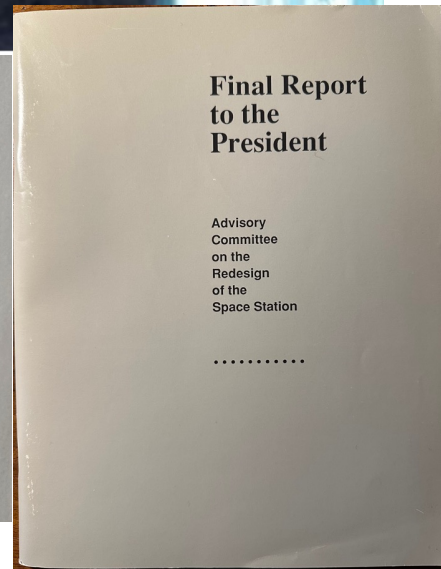 Final Report
to the
President
Advisory
Committee
on the
Redesign
of the
Space Station
...........